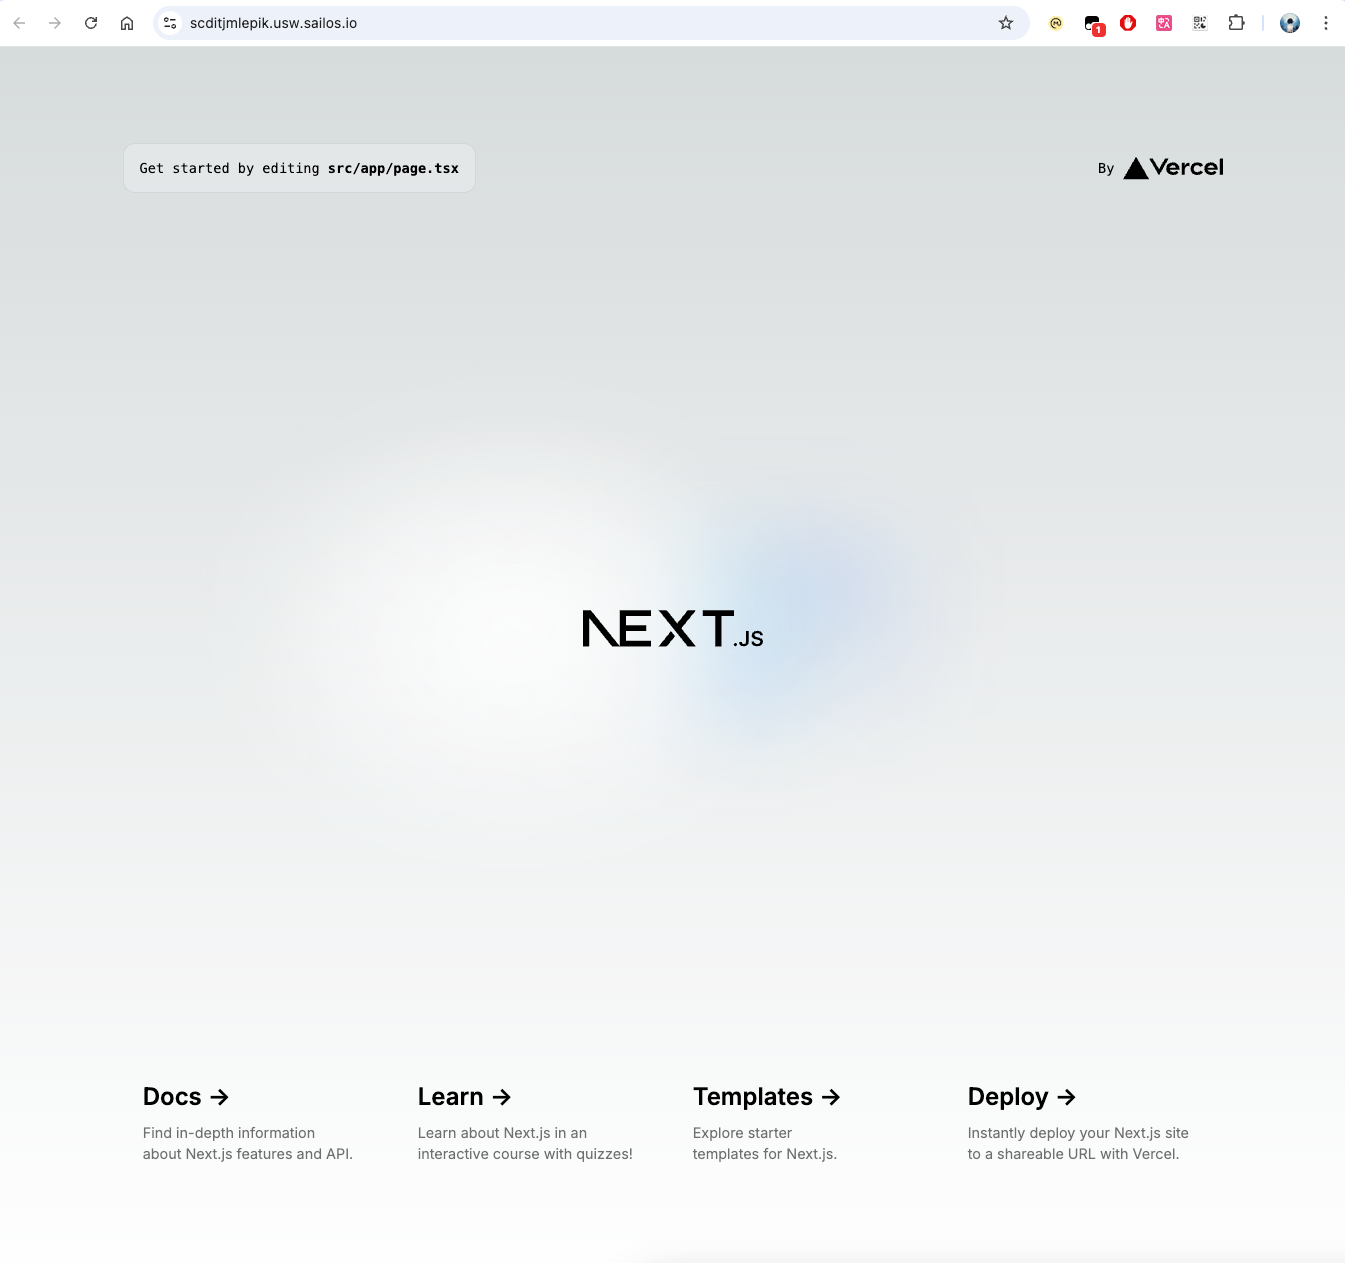 scditjmlepik.usw.sailos.io
1
Get started by editing src/app/page.tsx
By Vercel
NEXT.JS
Docs →
Find in-depth information
about Next.js features and API.
Learn →
Learn about Next.js in an
interactive course with quizzes!
Templates →
Explore starter
templates for Next.js.
Deploy →
Instantly deploy your Next.js site
to a shareable URL with Vercel.